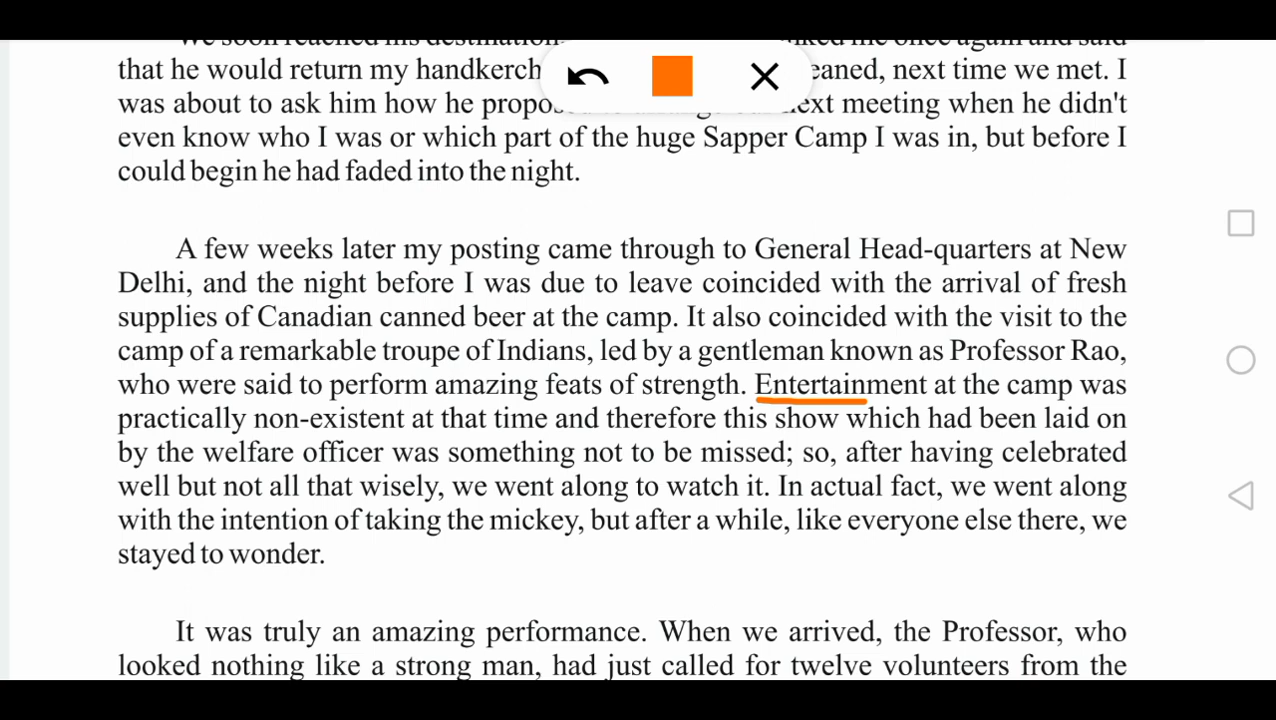 We soon reached his destination. once again and said
that he would return my handkerch eaned, next time we met. I
was about to ask him how he next meeting when he didn't
even know who I was or which part of the huge Sapper Camp I was in, but before I
could begin he had faded into the night.
A few weeks later my posting came through to General Head-quarters at New
Delhi, and the night before I was due to leave coincided with the arrival of fresh
supplies of Canadian canned beer at the camp. It also coincided with the visit to the
camp of a remarkable troupe of Indians, led by a gentleman known as Professor Rao,
who were said to perform amazing feats of strength. Entertainment at the camp was
practically non-existent at that time and therefore this show which had been laid on
by the welfare officer was something not to be missed; so, after having celebrated
well but not all that wisely, we went along to watch it. In actual fact, we went along
with the intention of taking the mickey, but after a while, like everyone else there, we
stayed to wonder.
It was truly an amazing performance. When we arrived, the Professor, who
looked nothing like a strong man, had just called for twelve volunteers from the